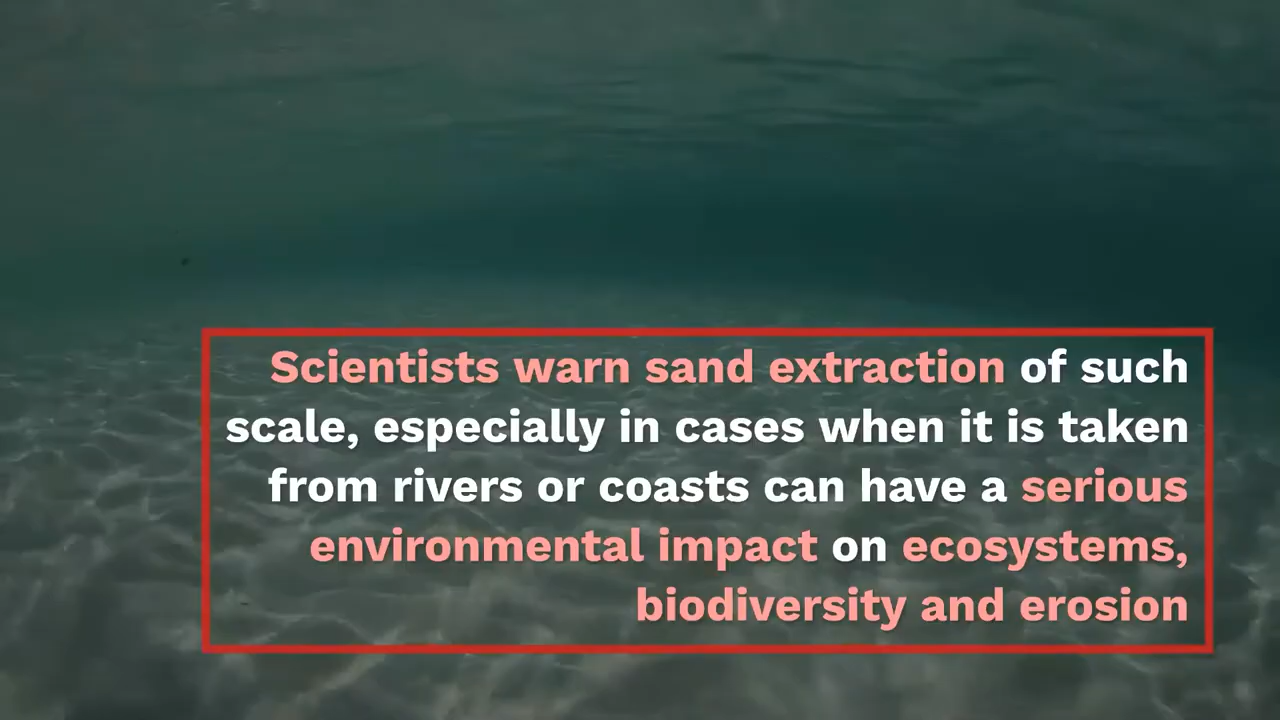 Scientists warn sand extraction of such
scale, especially in cases when it is taken
from rivers or coasts can have a serious
environmental impact on ecosystems,
biodiversity and erosion